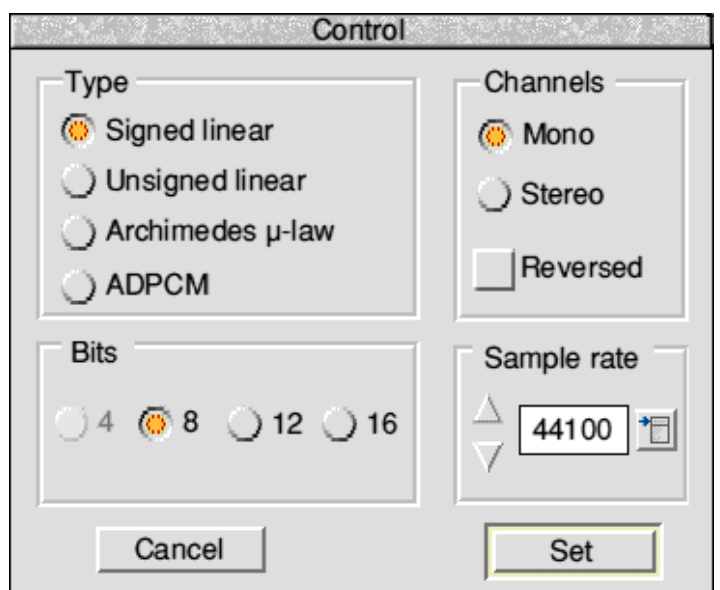 Control
Type
Signed linear
Unsigned linear
Archimedes µ-law
ADPCM
Channels
Mono
Stereo
Reversed
Bits
4 8 12 16
Sample rate
44100
Cancel
Set